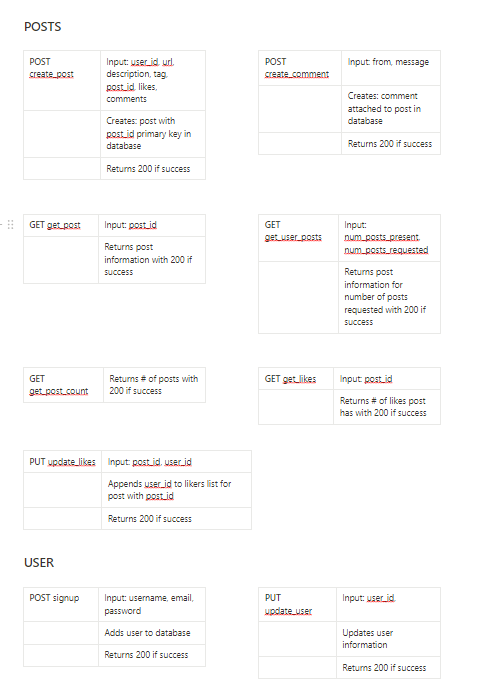 POSTS
POST
create_post
Input: user_id, url,
description, tag,
post_id, likes,
comments
Creates: post with
post_id primary key in
database
Returns 200 if success
POST
create_comment
Input: from, message
Creates: comment
attached to post in
database
Returns 200 if success
GET get_post
Input: post_id
Returns post
information with 200 if
success
GET
get_user_posts
Input:
num_posts_present,
num_posts_requested
Returns post
information for
number of posts
requested with 200 if
success
GET
get_post_count
Returns # of posts with
200 if success
GET get_likes
Input: post_id
Returns # of likes post
has with 200 if success
PUT update_likes
Input: post_id, user_id
Appends user_id to likers list for
post with post_id
Returns 200 if success
USER
POST signup
Input: username, email,
password
Adds user to database
Returns 200 if success
PUT
update_user
Input: user_id,
Updates user
information
Returns 200 if success